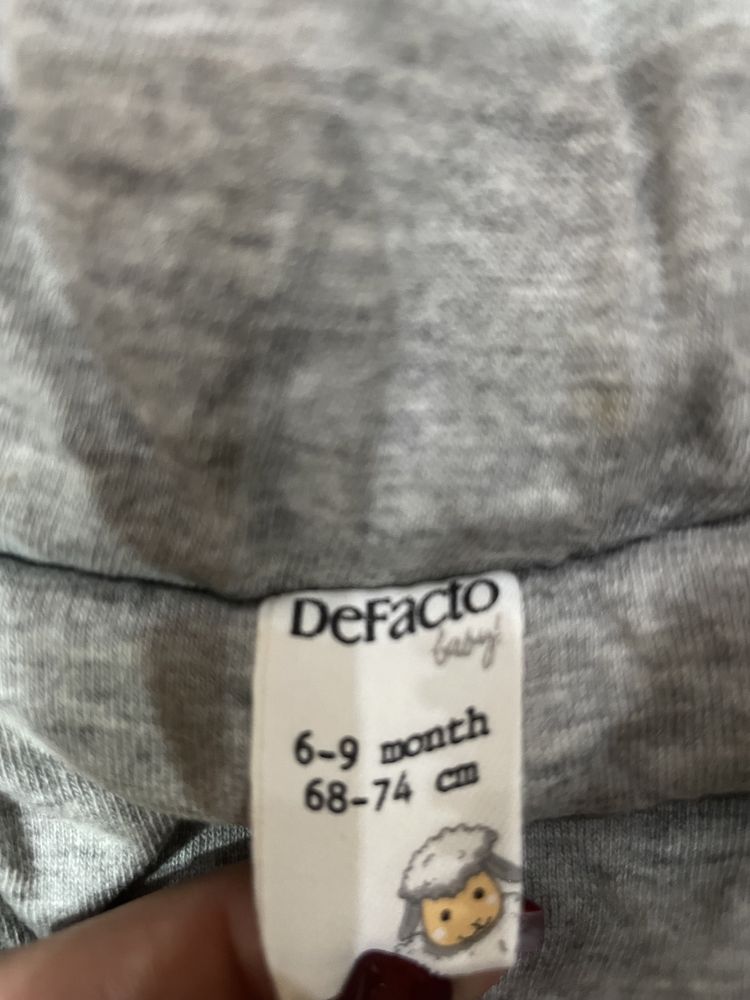 DeFacto
baby!
6-9 month
68-74 cm